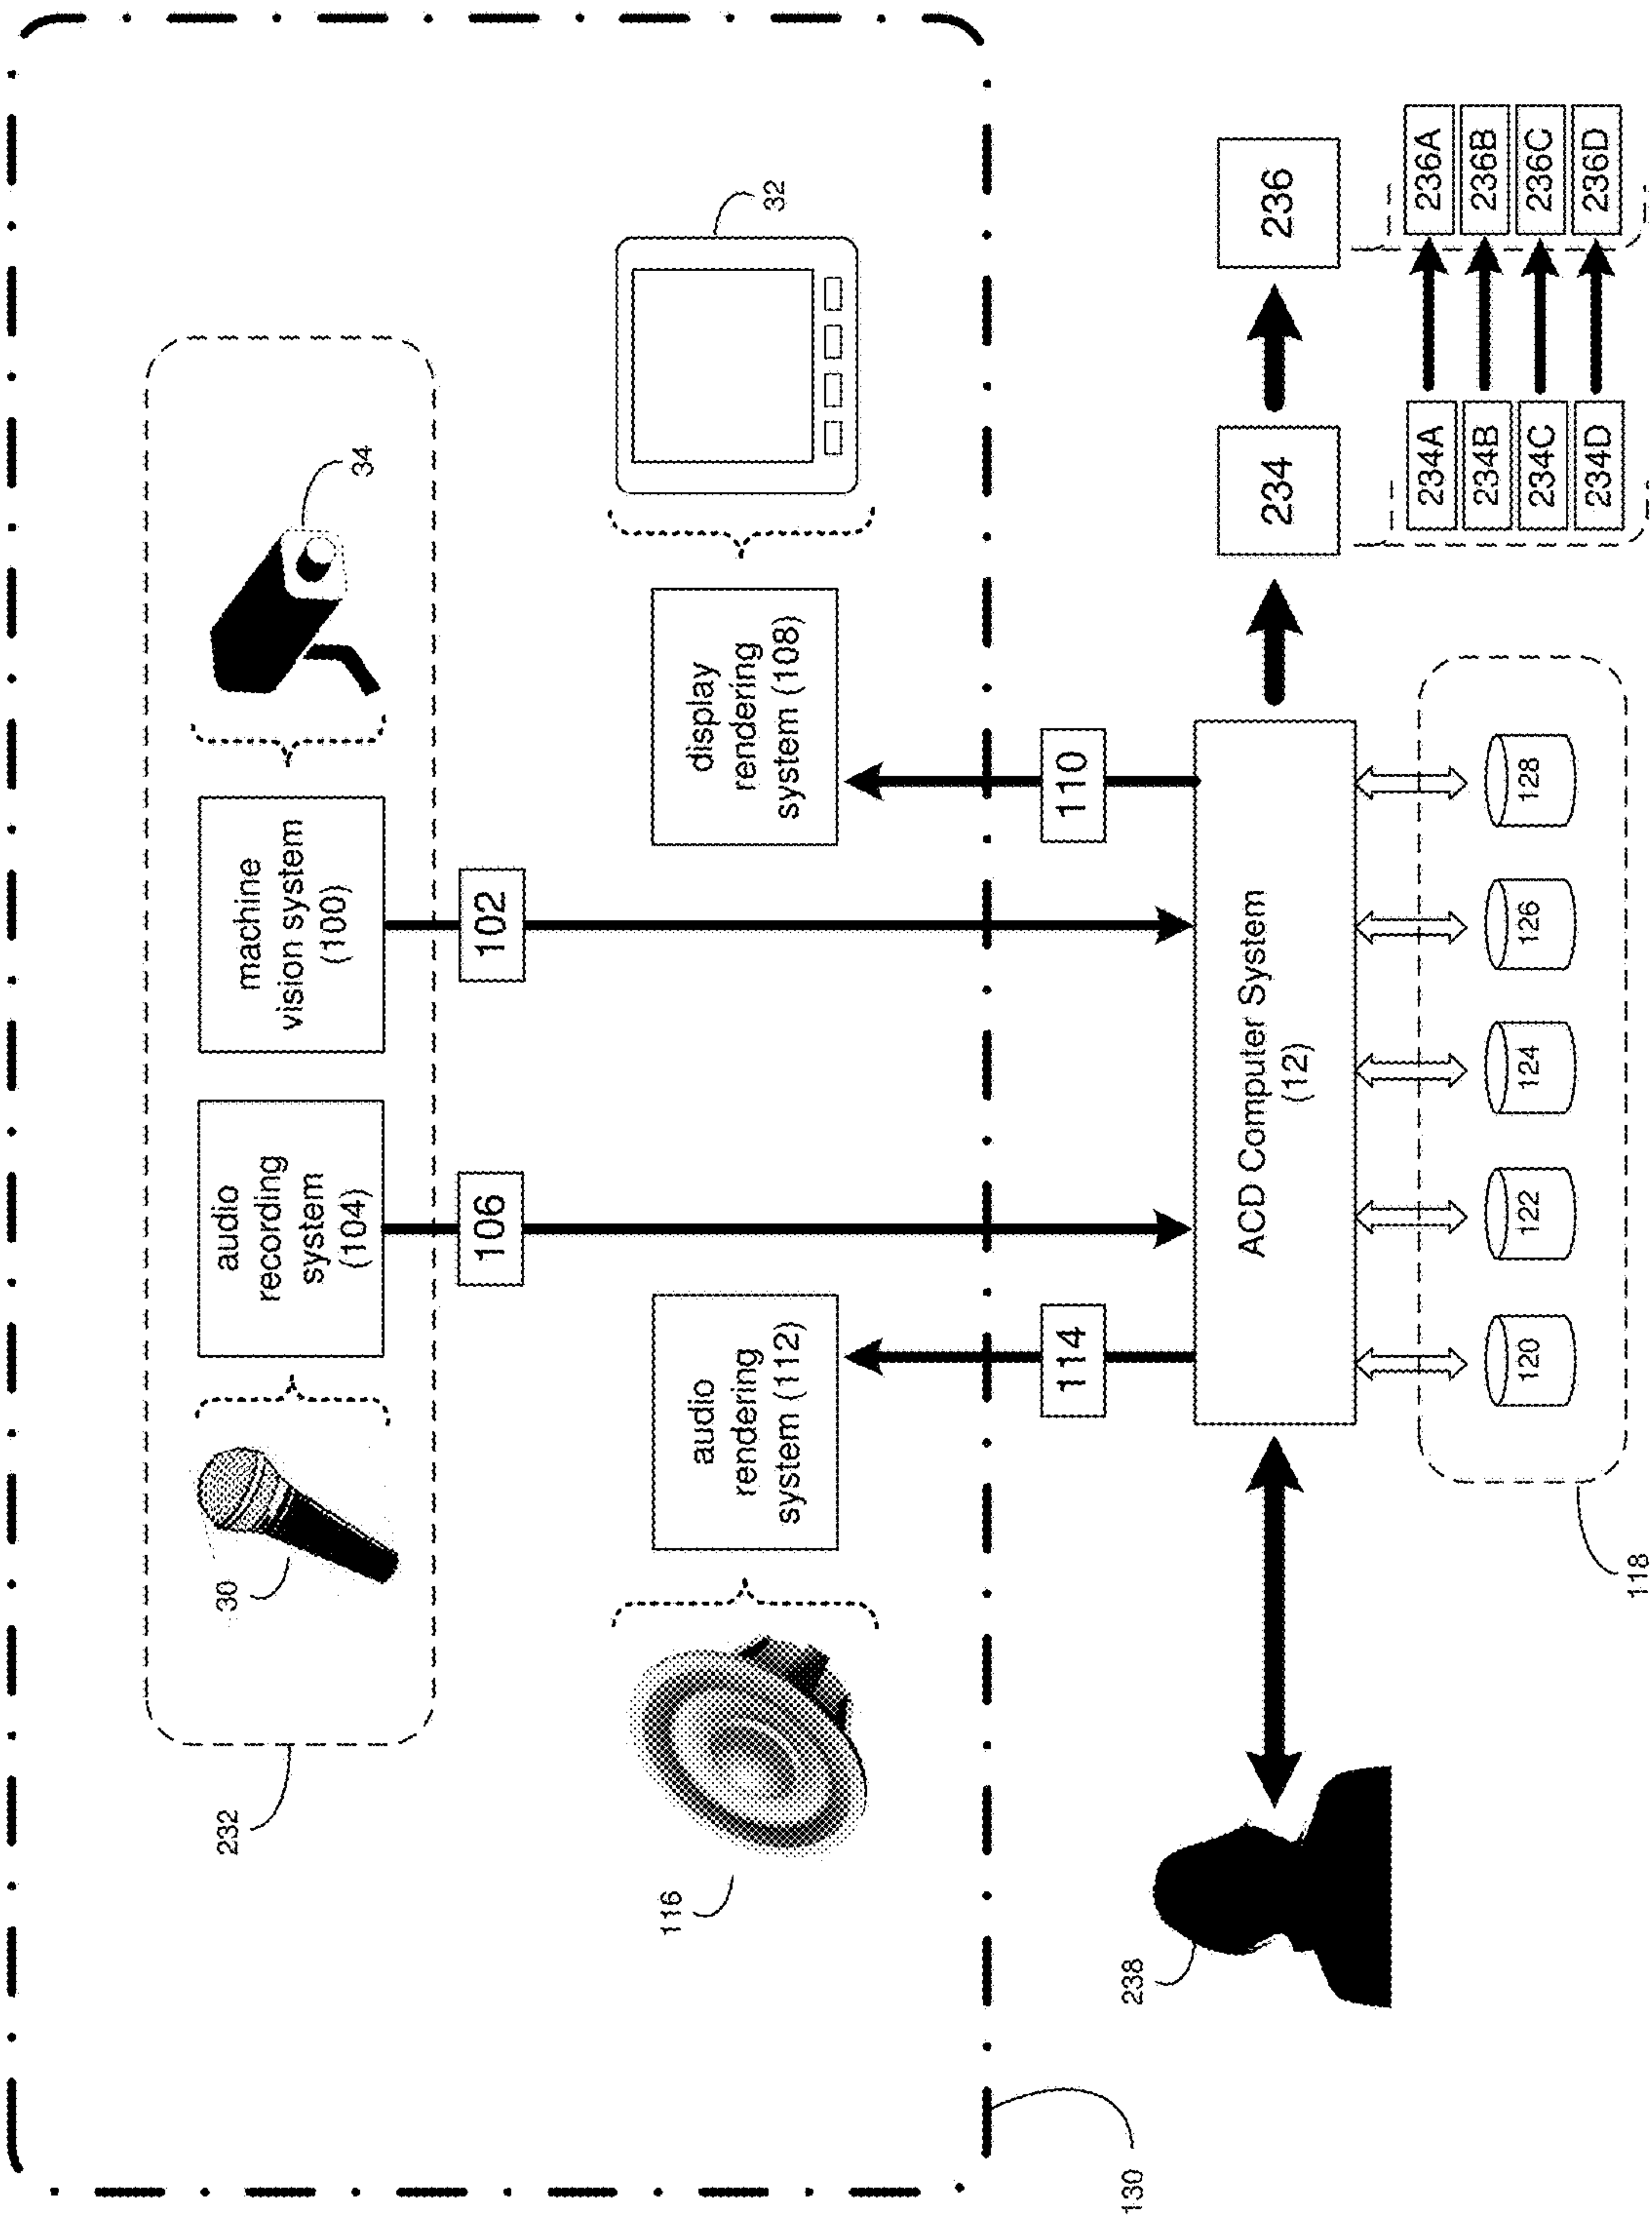 232
30
audio
recording
system
(104)
machine
vision system
(100)
34
106
102
116
audio
rendering
system (112)
display
rendering
system (108)
32
130
114
110
238
ACD Computer System
(12)
234
236
118
120
122
124
126
128
234A
234B
234C
234D
236A
236B
236C
236D